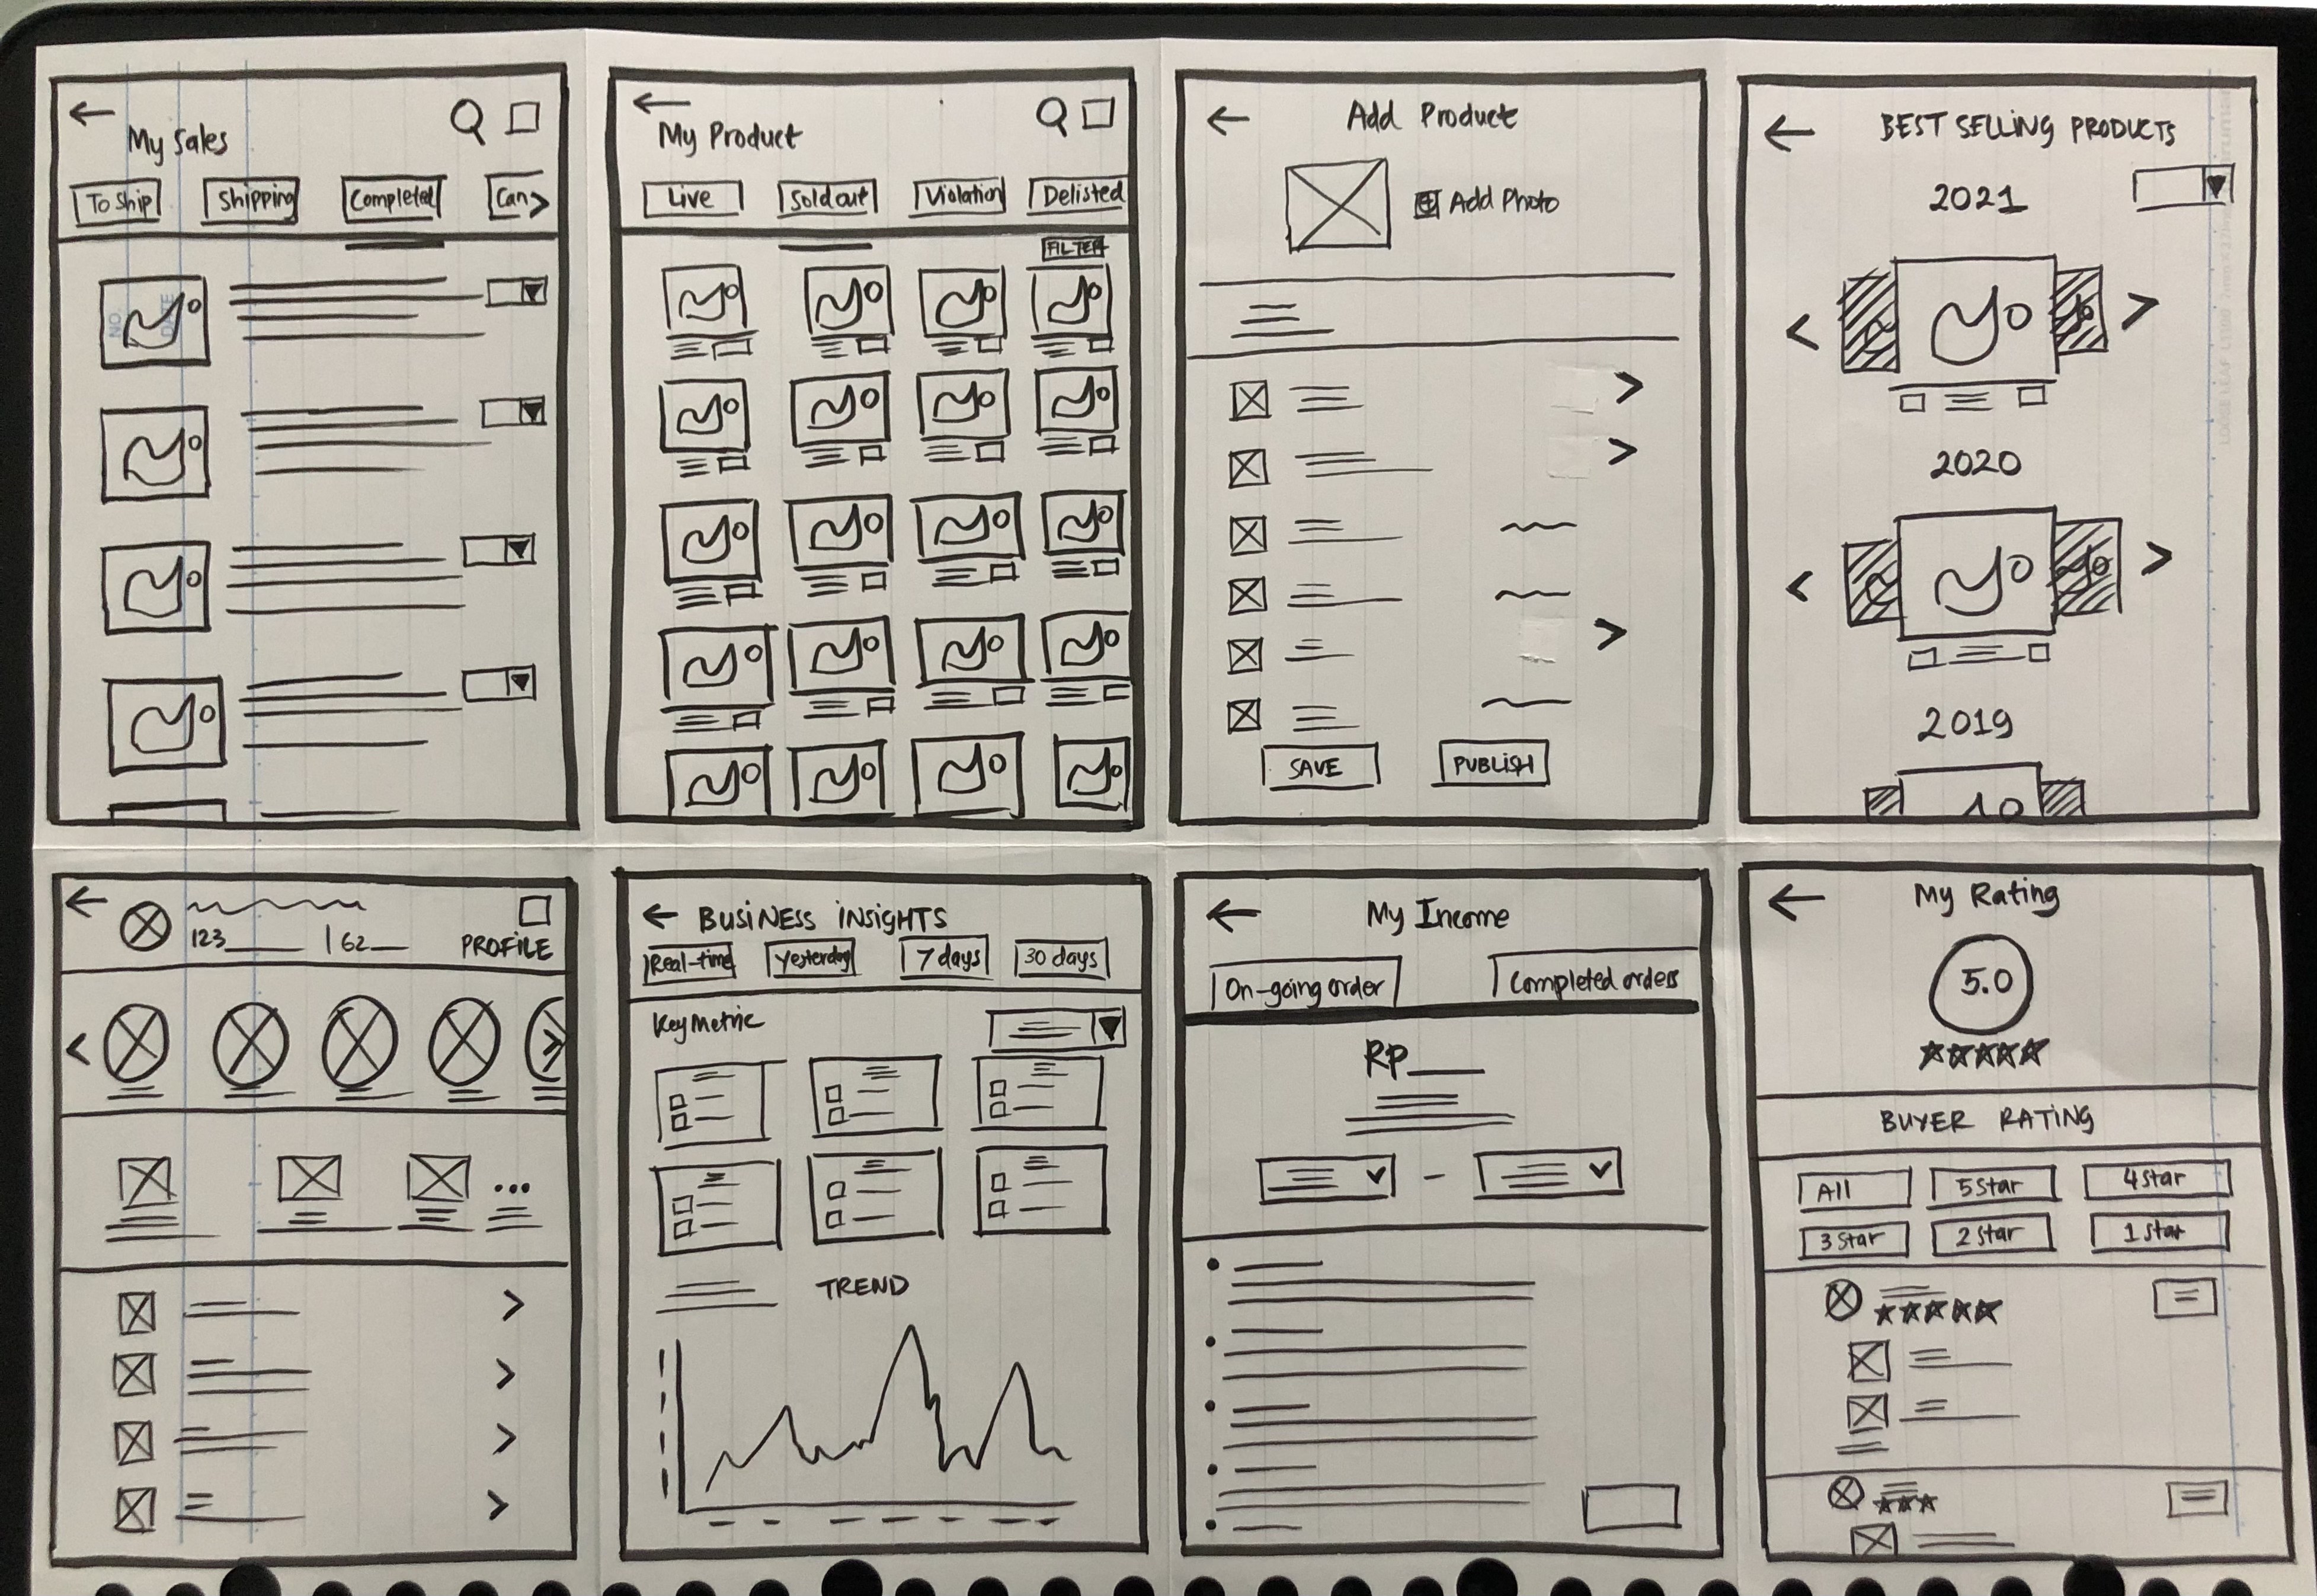 My Sales
To Ship
Shipping
Completed
Can
NO.
DATE
My Product
Live
Sold out
Violation
Delisted
FILTER
Add Product
Add Photo
SAVE
PUBLISH
BEST SELLING PRODUCTS
2021
2020
2019
123
62
PROFILE
BUSINESS INSIGHTS
Real-time
Yesterday
7 days
30 days
Key Metric
TREND
My Income
On-going order
Completed orders
RP
My Rating
5.0
BUYER RATING
All
5 Star
4 Star
3 Star
2 Star
1 Star